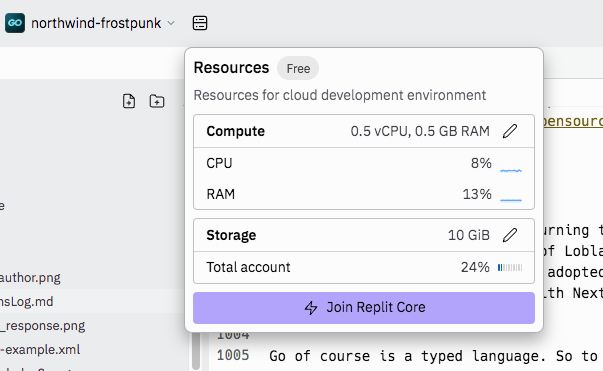 GO northwind-frostpunk
Resources Free
Resources for cloud development environment
Compute 0.5 vCPU, 0.5 GB RAM
CPU 8%
RAM 13%
Storage 10 GiB
Total account 24%
Join Replit Core
pensourc
urning t
of Lobla
adopted
ith Next
e
author.png
nsLog.md
_response.png
-example.xml
1004
1005 Go of course is a typed language. So to